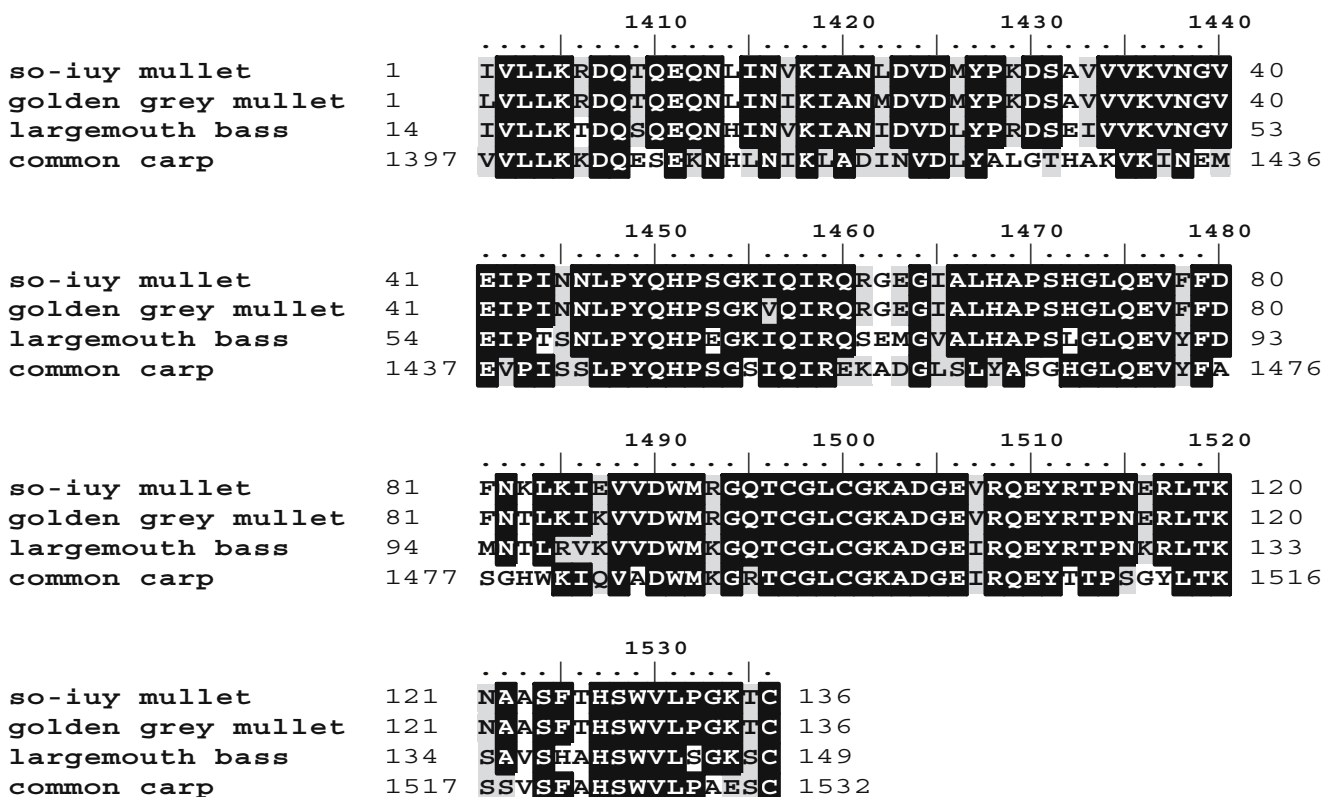 1410 1420 1430 1440
so-iuy mullet 1 IVLLKRDQTQEQNLINVKIANLDVDMYPKDSAVVVKVNGV 40
golden grey mullet 1 LVLLKRDQTQEQNLINIKIANMDVDMYPKDSAVVVKVNGV 40
largemouth bass 14 IVLLKTDQSQEQNHINVKIANIDVDLYPRDSEIVVKVNGV 53
common carp 1397 VVLLKKDQESEKNHLNIKLADINVDLYALGTHAKVKINEM 1436
1450 1460 1470 1480
so-iuy mullet 41 EIPINNLPYQHPSGKIQIRQRGEGIALHAPSHGLQEVFFD 80
golden grey mullet 41 EIPINNLPYQHPSGKVQIRQRGEGIALHAPSHGLQEVFFD 80
largemouth bass 54 EIPTSNLPYQHPEGKIQIRQSEMGVALHAPSLGLQEVYFD 93
common carp 1437 EVPISSLPYQHPSGSIQIREKADGLSLYASGHGLQEVYFA 1476
1490 1500 1510 1520
so-iuy mullet 81 FNKLKIEVVDWMRGQTCGLCGKADGEVRQEYRTPNERLTK 120
golden grey mullet 81 FNTLKIKVVDWMRGQTCGLCGKADGEVRQEYRTPNERLTK 120
largemouth bass 94 MNTLRVKVVDWMKGQTCGLCGKADGEIRQEYRTPNKRLTK 133
common carp 1477 SGHWKIQVADWMKGRTCGLCGKADGEIRQEYTTPSGYLTK 1516
1530
so-iuy mullet 121 NAASFTHSWVLPGKTC 136
golden grey mullet 121 NAASFTHSWVLPGKTC 136
largemouth bass 134 SAVSHAHSWVLSGKSC 149
common carp 1517 SSVSFAHSWVLPAESC 1532